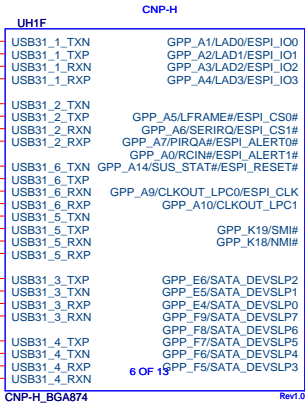 CNP-H
UH1F
USB31_1_TXN GPP_A1/LAD0/ESPI_IO0
USB31_1_TXP GPP_A2/LAD1/ESPI_IO1
USB31_1_RXN GPP_A3/LAD2/ESPI_IO2
USB31_1_RXP GPP_A4/LAD3/ESPI_IO3
USB31_2_TXN
USB31_2_TXP GPP_A5/LFRAME#/ESPI_CS0#
USB31_2_RXN GPP_A6/SERIRQ/ESPI_CS1#
USB31_2_RXP GPP_A7/PIRQA#/ESPI_ALERT0#
GPP_A0/RCIN#/ESPI_ALERT1#
USB31_6_TXN GPP_A14/SUS_STAT#/ESPI_RESET#
USB31_6_TXP
USB31_6_RXN GPP_A9/CLKOUT_LPC0/ESPI_CLK
USB31_6_RXP GPP_A10/CLKOUT_LPC1
USB31_5_TXN
USB31_5_TXP GPP_K19/SMI#
USB31_5_RXN GPP_K18/NMI#
USB31_5_RXP
USB31_3_TXP GPP_E6/SATA_DEVSLP2
USB31_3_TXN GPP_E5/SATA_DEVSLP1
USB31_3_RXP GPP_E4/SATA_DEVSLP0
USB31_3_RXN GPP_F9/SATA_DEVSLP7
GPP_F8/SATA_DEVSLP6
USB31_4_TXP GPP_F7/SATA_DEVSLP5
USB31_4_TXN GPP_F6/SATA_DEVSLP4
USB31_4_RXP 6 OF 13 GPP_F5/SATA_DEVSLP3
USB31_4_RXN
CNP-H_BGA874 Rev1.0